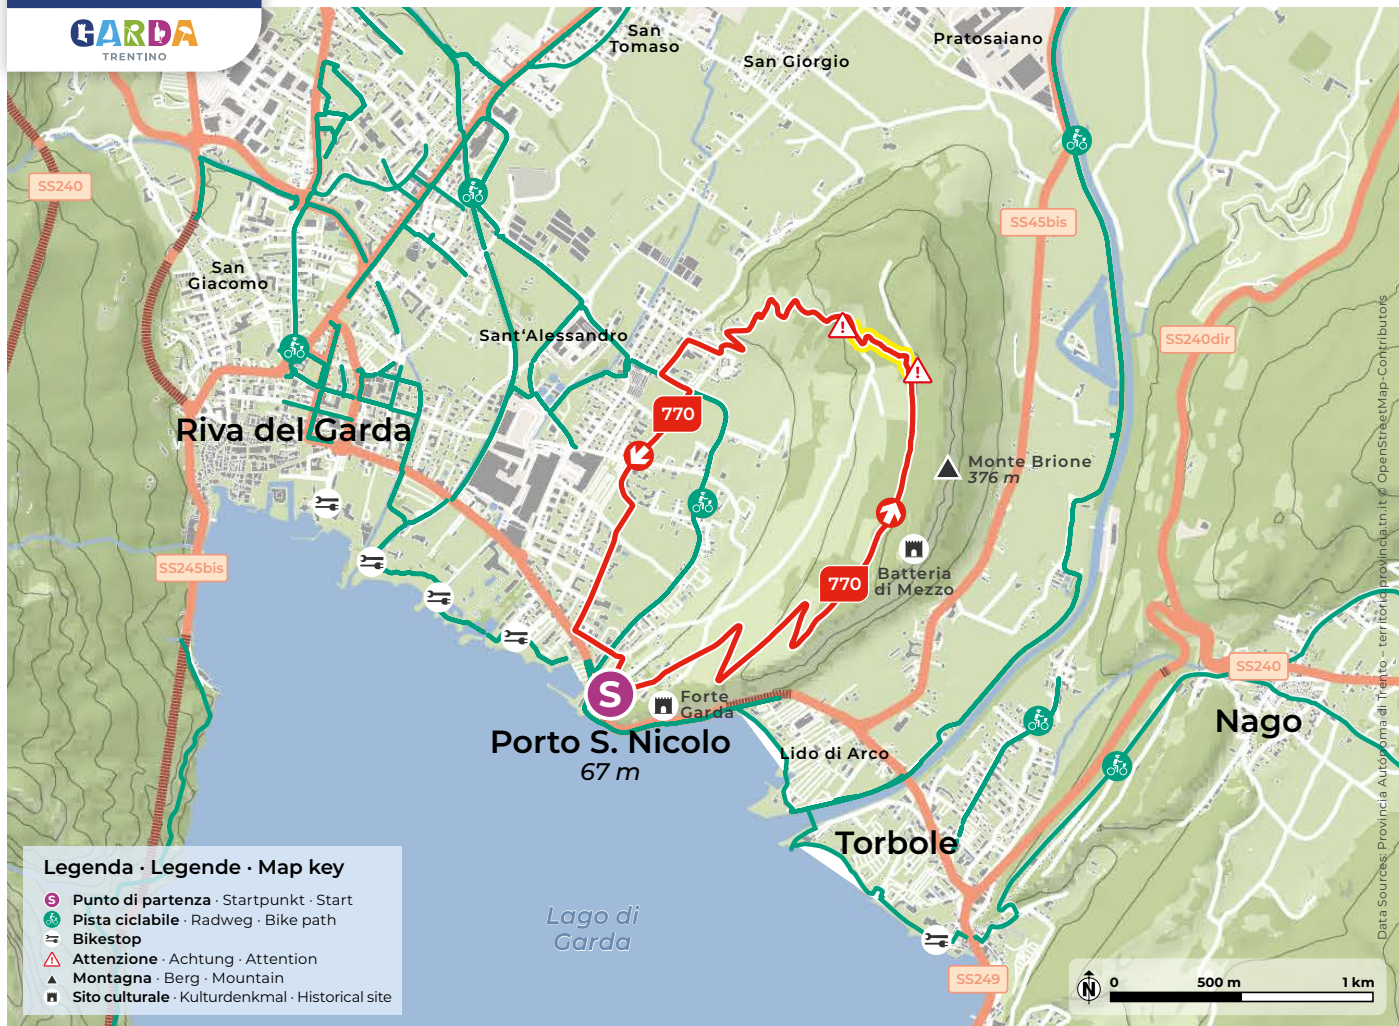 GARDA
TRENTINO
San
Tomaso
San Giorgio
Pratosaiano
SS240
SS45bis
San
Giacomo
Sant‘Alessandro
SS240dir
770
Riva del Garda
Monte Brione
376 m
SS245bis
Batteria
di Mezzo
770
SS240
S
Forte
Garda
Nago
Porto S. Nicolo
67 m
Lido di Arco
Torbole
Lago di
Garda
SS249
Legenda · Legende · Map key
S Punto di partenza · Startpunkt · Start
Pista ciclabile · Radweg · Bike path
Bikestop
Attenzione · Achtung · Attention
Montagna · Berg · Mountain
Sito culturale · Kulturdenkmal · Historical site
N
0 500 m 1 km
Data Sources: Provincia Autonoma di Trento – territorio.provincia.tn.it © OpenStreetMap-Contributors